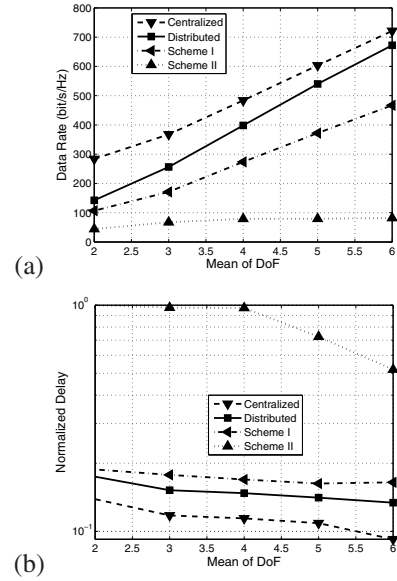 800
700
600
500
400
300
200
100
0
Data Rate (bit/s/Hz)
Centralized
Distributed
Scheme I
Scheme II
2 2.5 3 3.5 4 4.5 5 5.5 6
Mean of DoF
(a)
10^0
10^-1
Normalized Delay
Centralized
Distributed
Scheme I
Scheme II
2 2.5 3 3.5 4 4.5 5 5.5 6
Mean of DoF
(b)